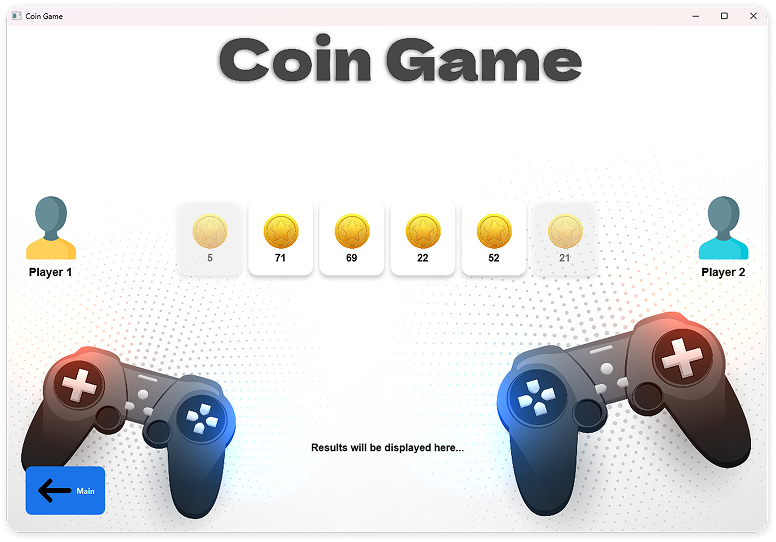 Coin Game
Coin Game
5 71 69 22 52 21
Player 1 Player 2
Results will be displayed here...
Main